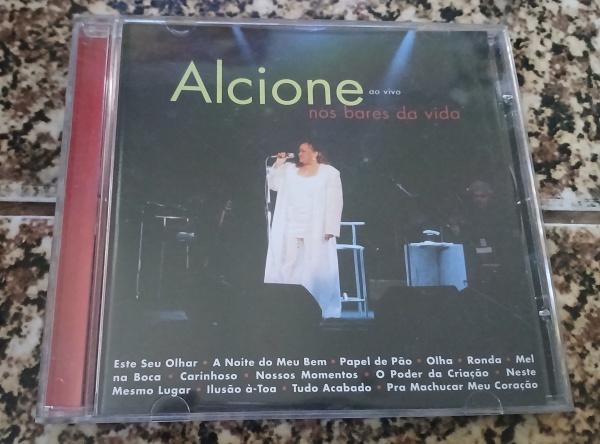 Alcione ao vivo
nos bares da vida
Este Seu Olhar • A Noite do Meu Bem • Papel de Pão • Olha • Ronda • Mel
na Boca • Carinhoso • Nossos Momentos • O Poder da Criação • Neste
Mesmo Lugar • Ilusão à-Toa • Tudo Acabado • Pra Machucar Meu Coração